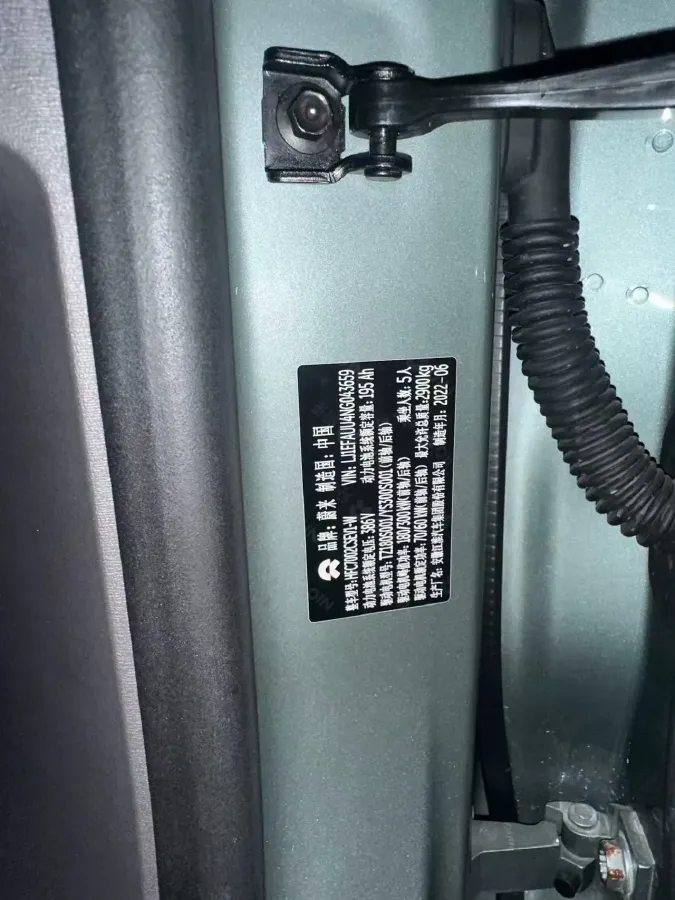 品牌: 蔚来 制造国: 中国
整车型号: HFC7002CSEV1-W VIN: LJ1EFAUU4NG043659
动力电池系统额定电压: 386V 动力电池系统额定容量: 195 Ah
驱动电机型号: TZ180S001/YS300S001 (前轴/后轴)
驱动电机峰值功率: 180/300 kW (前轴/后轴) 乘坐人数: 5人
驱动电机额定功率: 70/60 kW (前轴/后轴) 最大允许总质量: 2900kg
生产厂名: 安徽江淮汽车集团股份有限公司 制造年月: 2022-06